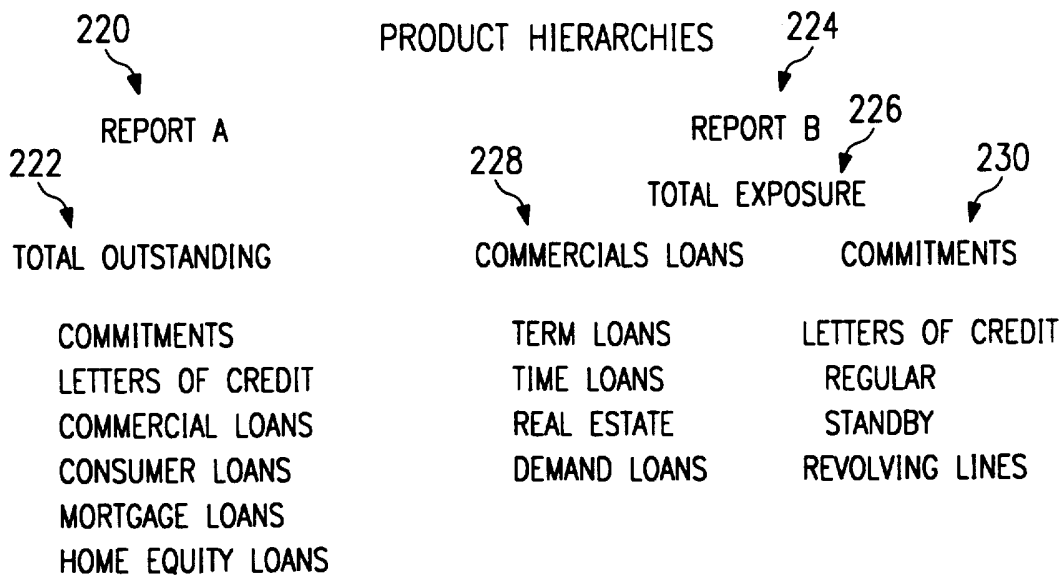 220 PRODUCT HIERARCHIES 224
REPORT A REPORT B 226
222 228 TOTAL EXPOSURE 230
TOTAL OUTSTANDING COMMERCIALS LOANS COMMITMENTS
COMMITMENTS TERM LOANS LETTERS OF CREDIT
LETTERS OF CREDIT TIME LOANS REGULAR
COMMERCIAL LOANS REAL ESTATE STANDBY
CONSUMER LOANS DEMAND LOANS REVOLVING LINES
MORTGAGE LOANS
HOME EQUITY LOANS